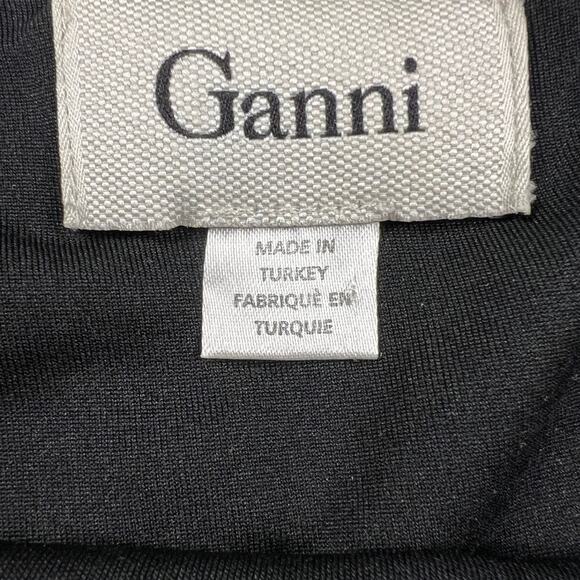 Ganni
MADE IN
TURKEY
FABRIQUÈ EN
TURQUIE